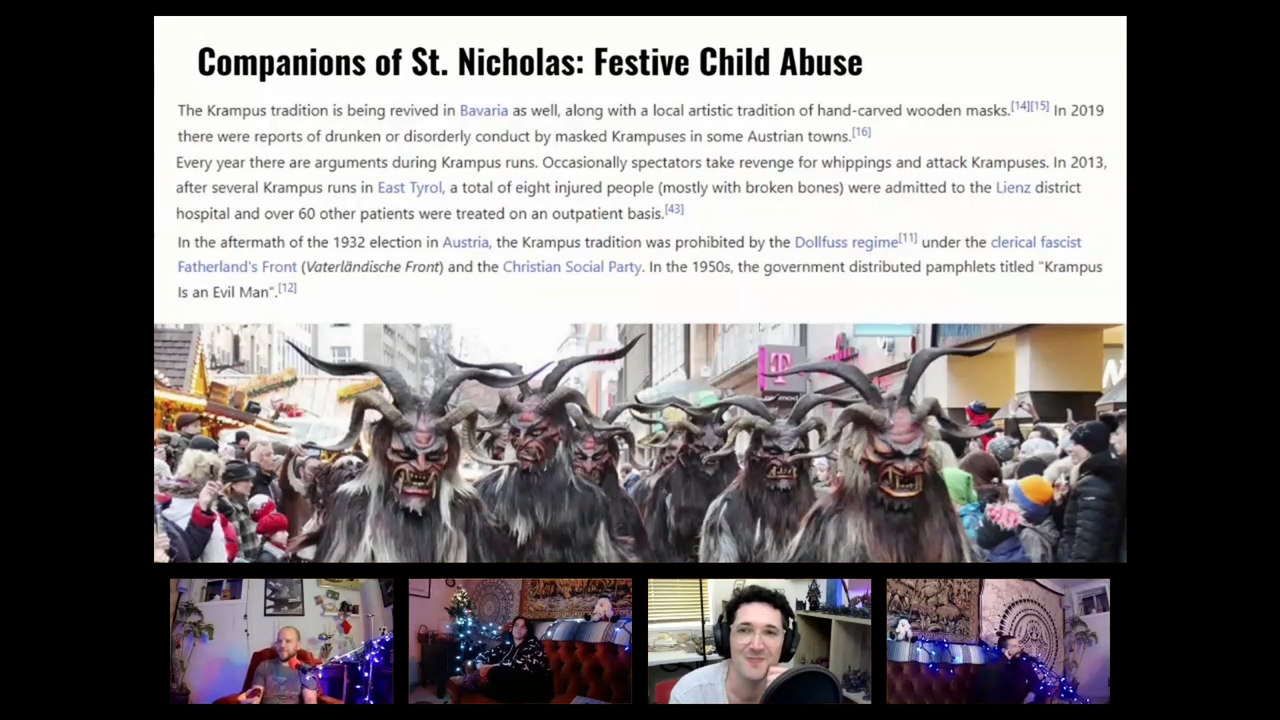 Companions of St. Nicholas: Festive Child Abuse
The Krampus tradition is being revived in Bavaria as well, along with a local artistic tradition of hand-carved wooden masks.[14][15] In 2019
there were reports of drunken or disorderly conduct by masked Krampuses in some Austrian towns.[16]
Every year there are arguments during Krampus runs. Occasionally spectators take revenge for whippings and attack Krampuses. In 2013,
after several Krampus runs in East Tyrol, a total of eight injured people (mostly with broken bones) were admitted to the Lienz district
hospital and over 60 other patients were treated on an outpatient basis.[43]
In the aftermath of the 1932 election in Austria, the Krampus tradition was prohibited by the Dollfuss regime[11] under the clerical fascist
Fatherland's Front (Vaterländische Front) and the Christian Social Party. In the 1950s, the government distributed pamphlets titled "Krampus
Is an Evil Man".[12]
T